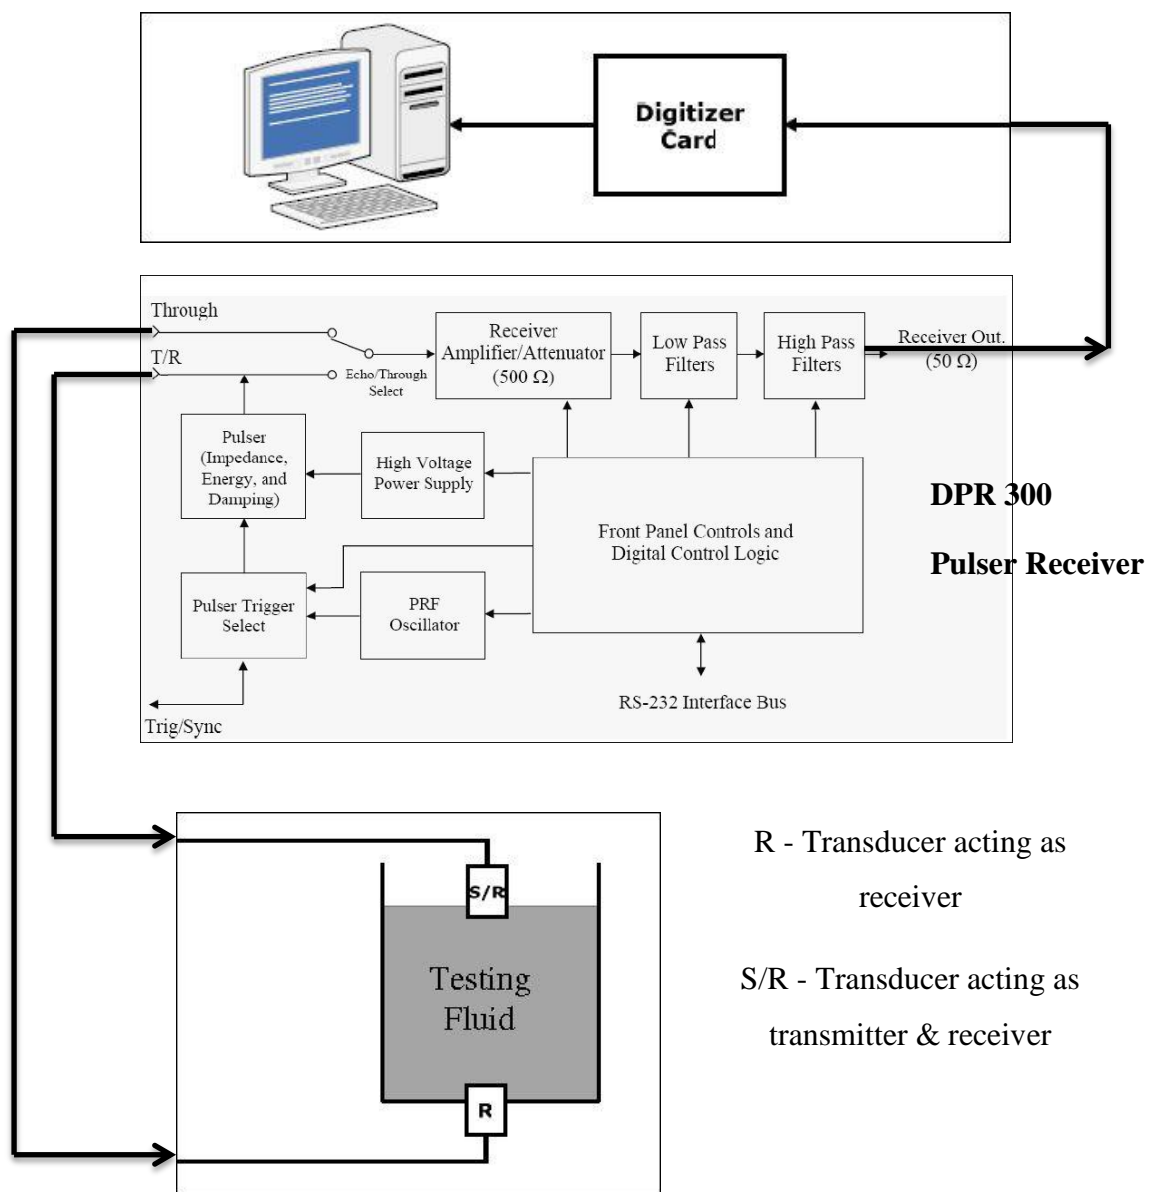 Digitizer
Card
Through
T/R
Echo/Through
Select
Receiver
Amplifier/Attenuator
(500 Ω)
Low Pass
Filters
High Pass
Filters
Receiver Out.
(50 Ω)
Pulser
(Impedance,
Energy, and
Damping)
High Voltage
Power Supply
Front Panel Controls and
Digital Control Logic
DPR 300
Pulser Receiver
Pulser Trigger
Select
PRF
Oscillator
RS-232 Interface Bus
Trig/Sync
S/R
Testing
Fluid
R
R - Transducer acting as
receiver
S/R - Transducer acting as
transmitter & receiver